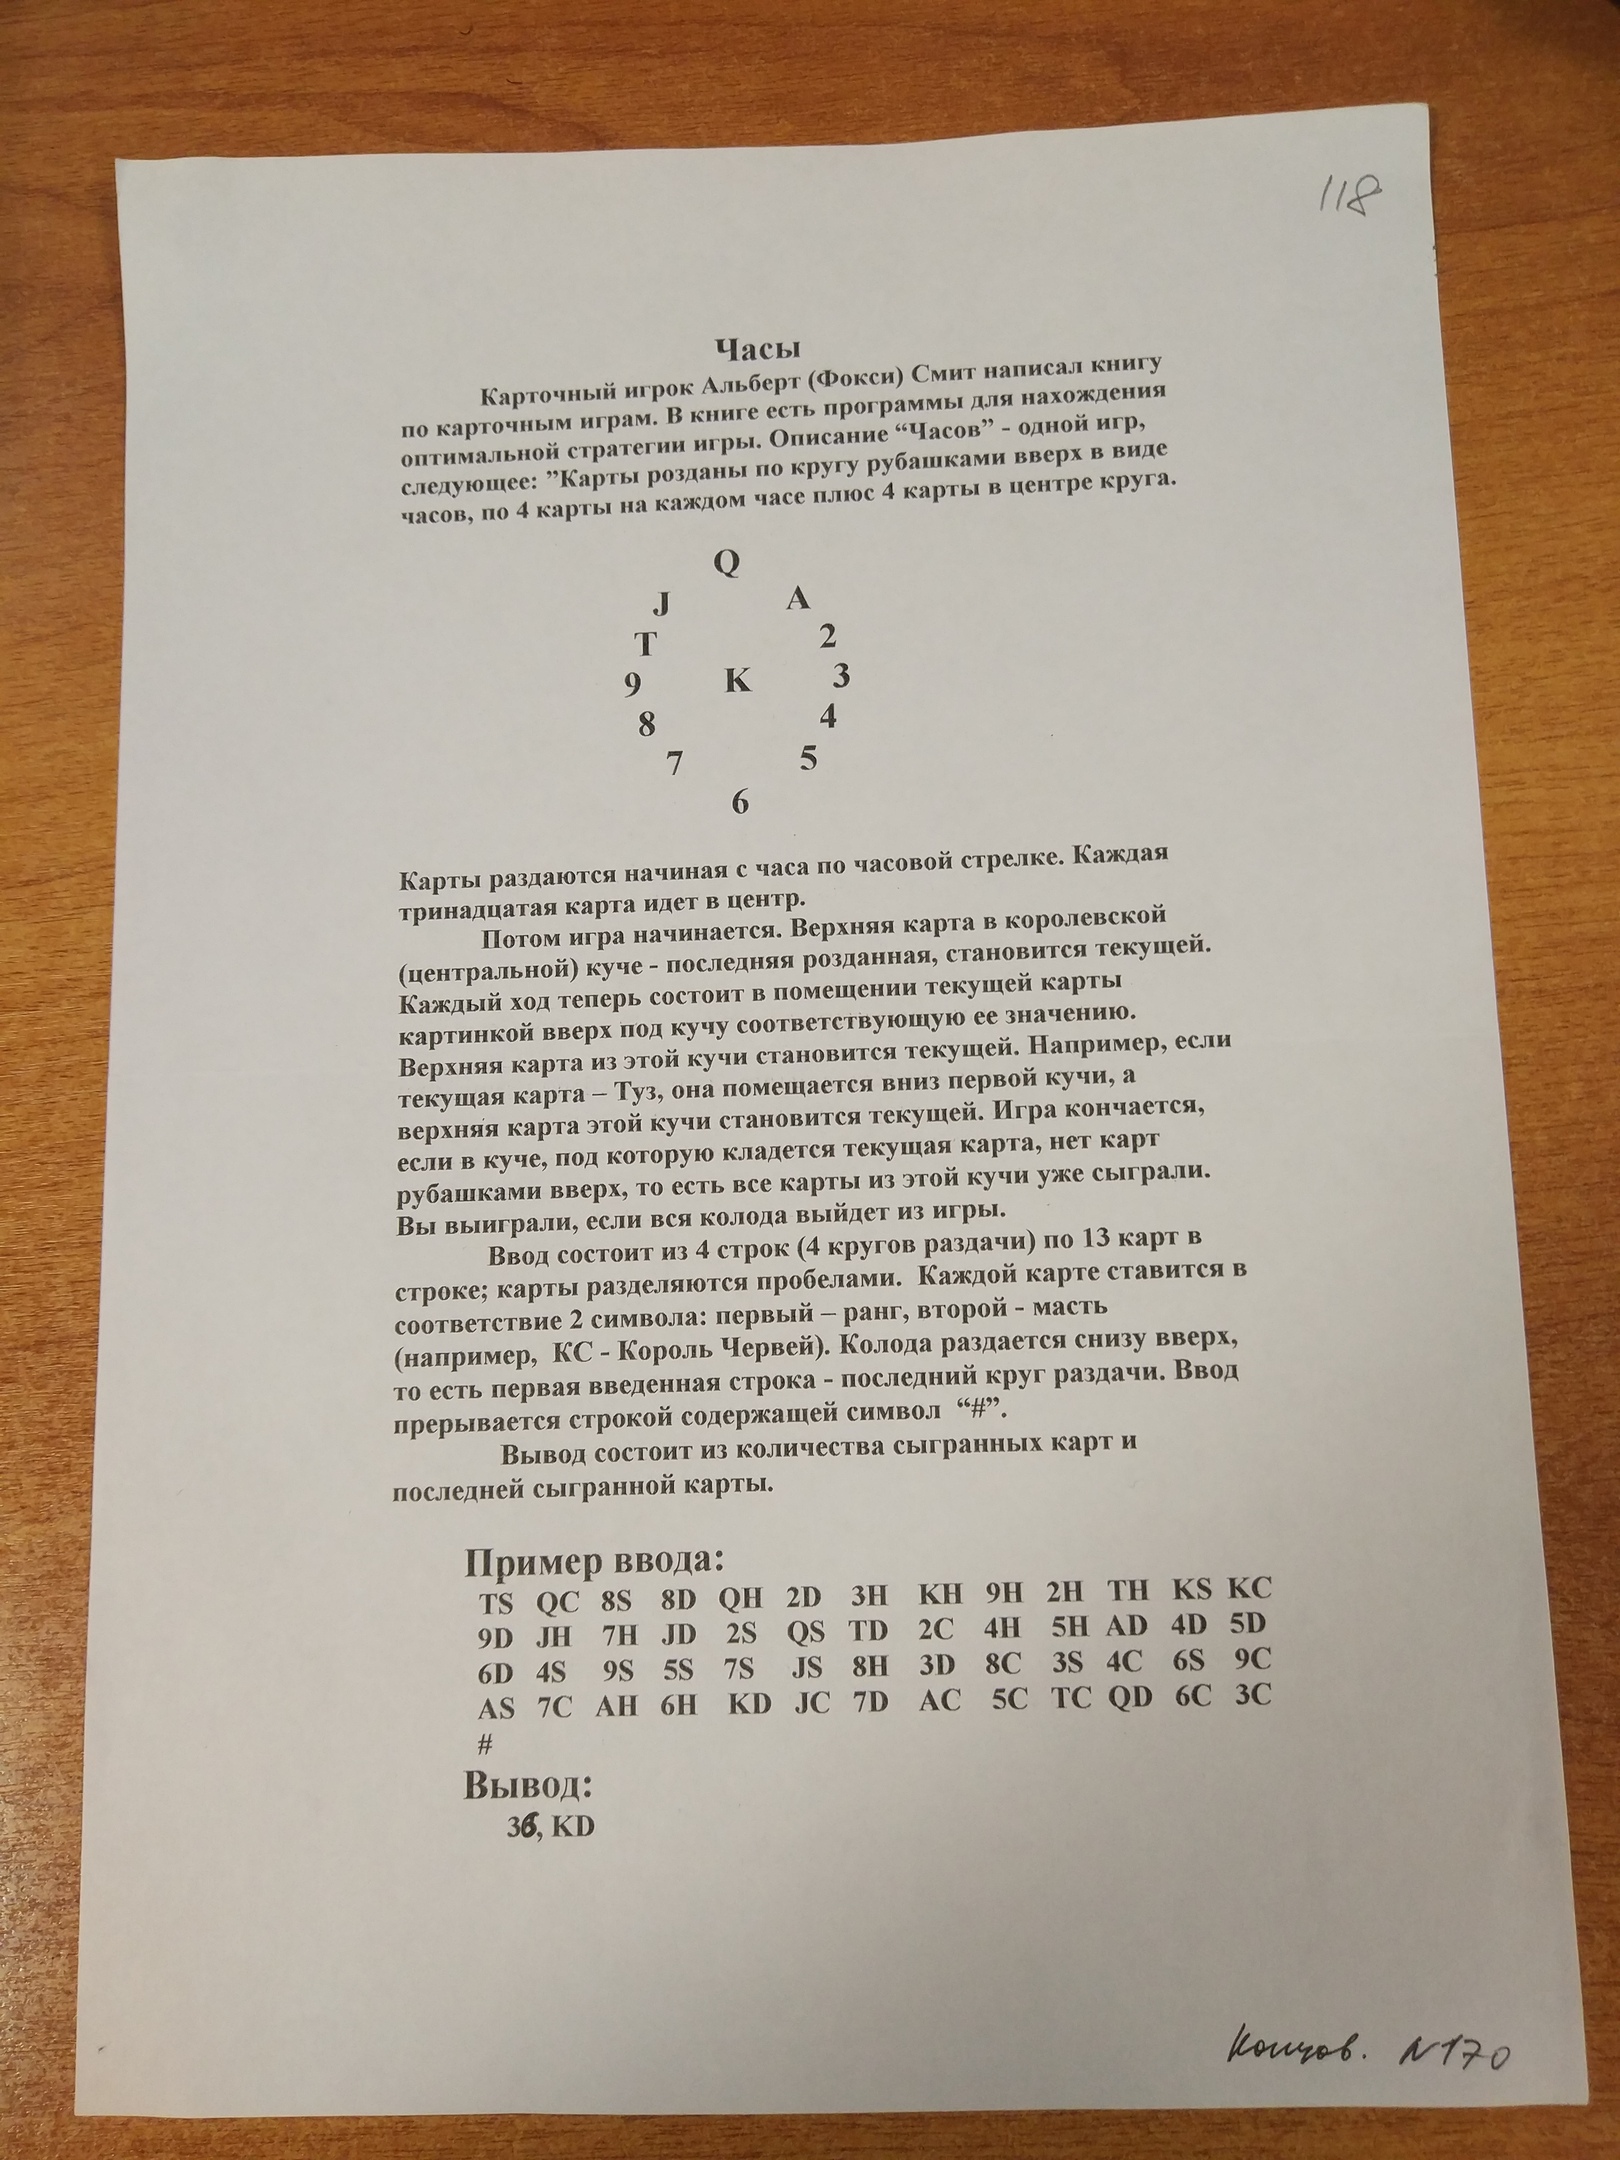 118
Часы
Карточный игрок Альберт (Фокси) Смит написал книгу
по карточным играм. В книге есть программы для нахождения
оптимальной стратегии игры. Описание “Часов” - одной игр,
следующее: ”Карты розданы по кругу рубашками вверх в виде
часов, по 4 карты на каждом часе плюс 4 карты в центре круга.
Q
J A
T 2
9 K 3
8 4
7 5
6
Карты раздаются начиная с часа по часовой стрелке. Каждая
тринадцатая карта идет в центр.
Потом игра начинается. Верхняя карта в королевской
(центральной) куче - последняя розданная, становится текущей.
Каждый ход теперь состоит в помещении текущей карты
картинкой вверх под кучу соответствующую ее значению.
Верхняя карта из этой кучи становится текущей. Например, если
текущая карта – Туз, она помещается вниз первой кучи, а
верхняя карта этой кучи становится текущей. Игра кончается,
если в куче, под которую кладется текущая карта, нет карт
рубашками вверх, то есть все карты из этой кучи уже сыграли.
Вы выиграли, если вся колода выйдет из игры.
Ввод состоит из 4 строк (4 кругов раздачи) по 13 карт в
строке; карты разделяются пробелами. Каждой карте ставится в
соответствие 2 символа: первый – ранг, второй - масть
(например, КС - Король Червей). Колода раздается снизу вверх,
то есть первая введенная строка - последний круг раздачи. Ввод
прерывается строкой содержащей символ “#”.
Вывод состоит из количества сыгранных карт и
последней сыгранной карты.
Пример ввода:
TS QC 8S 8D QH 2D 3H KH 9H 2H TH KS KC
9D JH 7H JD 2S QS TD 2C 4H 5H AD 4D 5D
6D 4S 9S 5S 7S JS 8H 3D 8C 3S 4C 6S 9C
AS 7C AH 6H KD JC 7D AC 5C TC QD 6C 3C
#
Вывод:
36, KD
N170